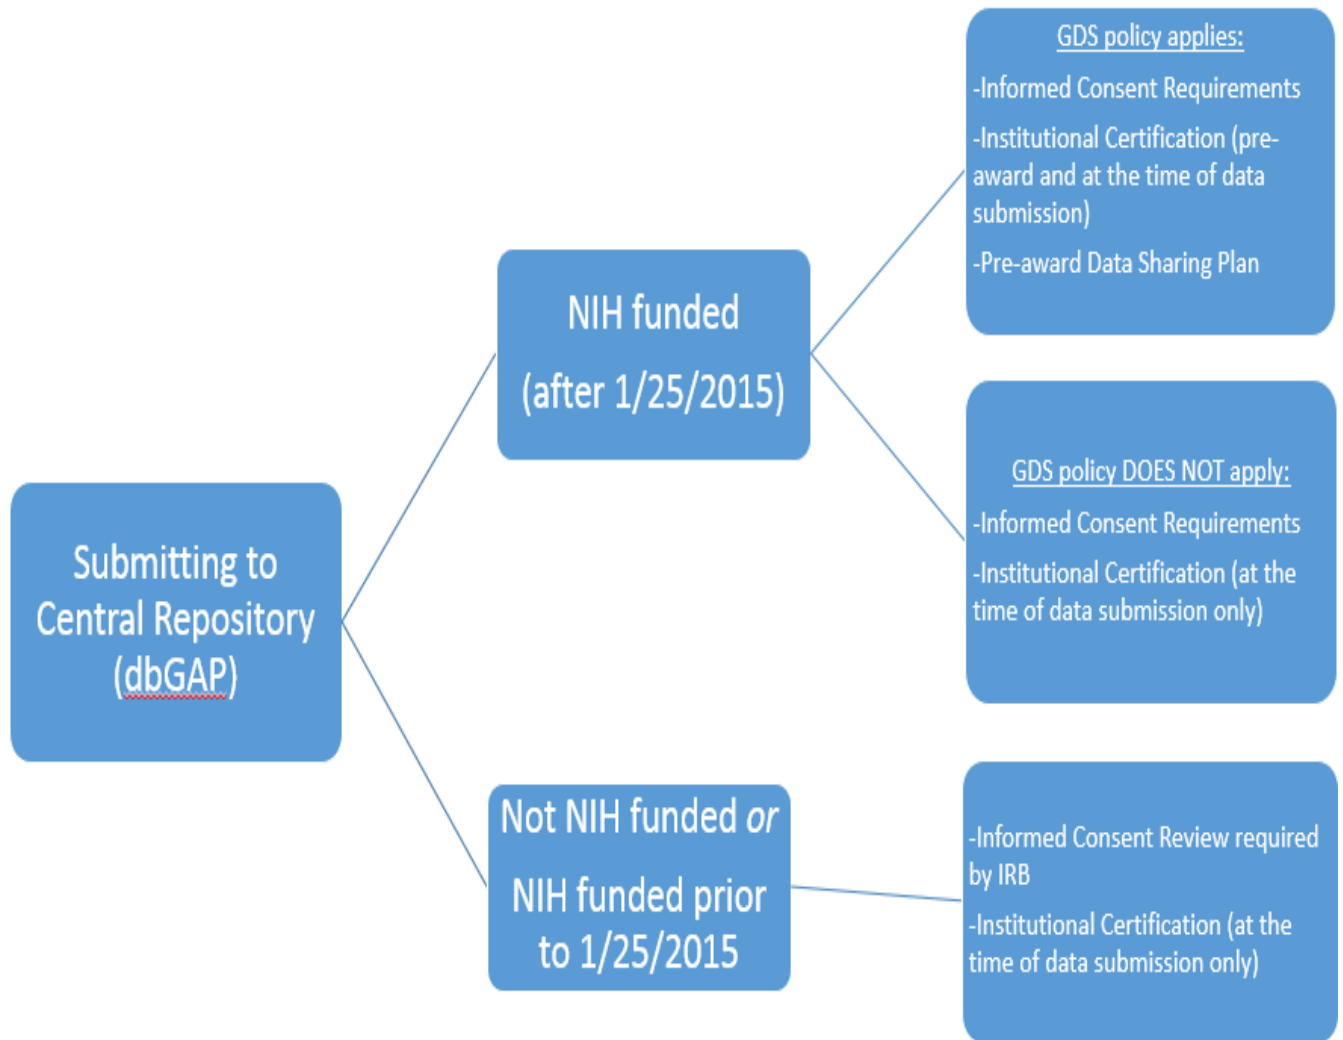 Submitting to
Central Repository
(dbGAP)
NIH funded
(after 1/25/2015)
Not NIH funded or
NIH funded prior
to 1/25/2015
GDS policy applies:
-Informed Consent Requirements
-Institutional Certification (pre-
award and at the time of data
submission)
-Pre-award Data Sharing Plan
GDS policy DOES NOT apply:
-Informed Consent Requirements
-Institutional Certification (at the
time of data submission only)
-Informed Consent Review required
by IRB
-Institutional Certification (at the
time of data submission only)